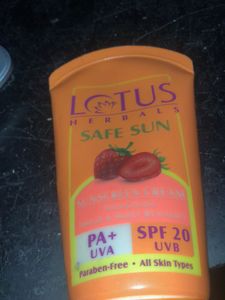 LOTUS
HERBALS
SAFE SUN
SUNSCREEN CREAM
PA+
UVA
SPF 20
UVB
Paraben-Free • All Skin Types